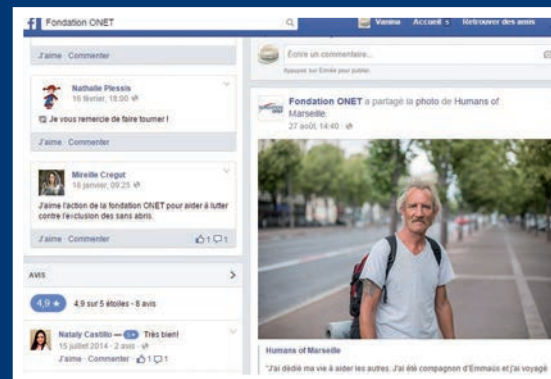 Fondation ONET
Vanina Accueil 5 Retrouver des amis
J'aime · Commenter
Nathalie Plessis
16 février, 18:00
Je vous remercie de faire tourner !
J'aime · Commenter
Mireille Cregut
16 janvier, 09:25
J'aime l'action de la fondation ONET pour aider à lutter
contre l'exclusion des sans abris.
J'aime · Commenter 1 1
AVIS
4,9 ★ 4,9 sur 5 étoiles - 8 avis
Nataly Castillo — 5★ Très bien!
15 juillet 2014 · 2 avis ·
J'aime · Commenter · 1 1
Écrire un commentaire...
Appuyez sur Entrée pour publier.
Fondation ONET a partagé la photo de Humans of
Marseille.
27 août, 14:40
Humans of Marseille
"J'ai dédié ma vie à aider les autres. J'ai été compagnon d'Emmaüs et j'ai voyagé